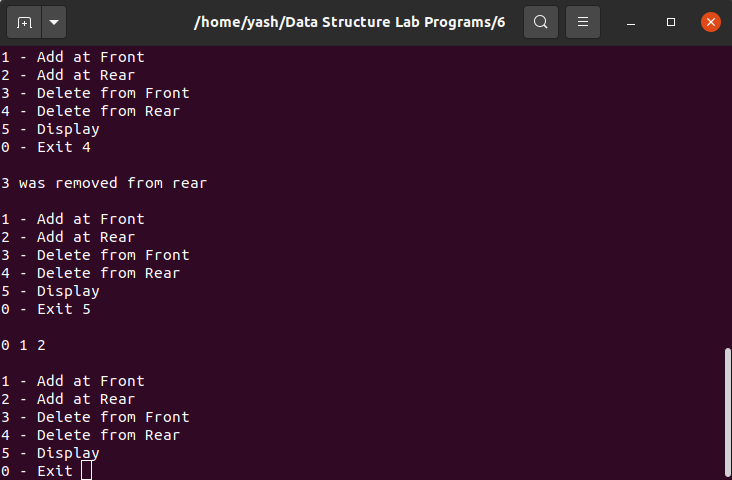 /home/yash/Data Structure Lab Programs/6
1 - Add at Front
2 - Add at Rear
3 - Delete from Front
4 - Delete from Rear
5 - Display
0 - Exit 4
3 was removed from rear
1 - Add at Front
2 - Add at Rear
3 - Delete from Front
4 - Delete from Rear
5 - Display
0 - Exit 5
0 1 2
1 - Add at Front
2 - Add at Rear
3 - Delete from Front
4 - Delete from Rear
5 - Display
0 - Exit